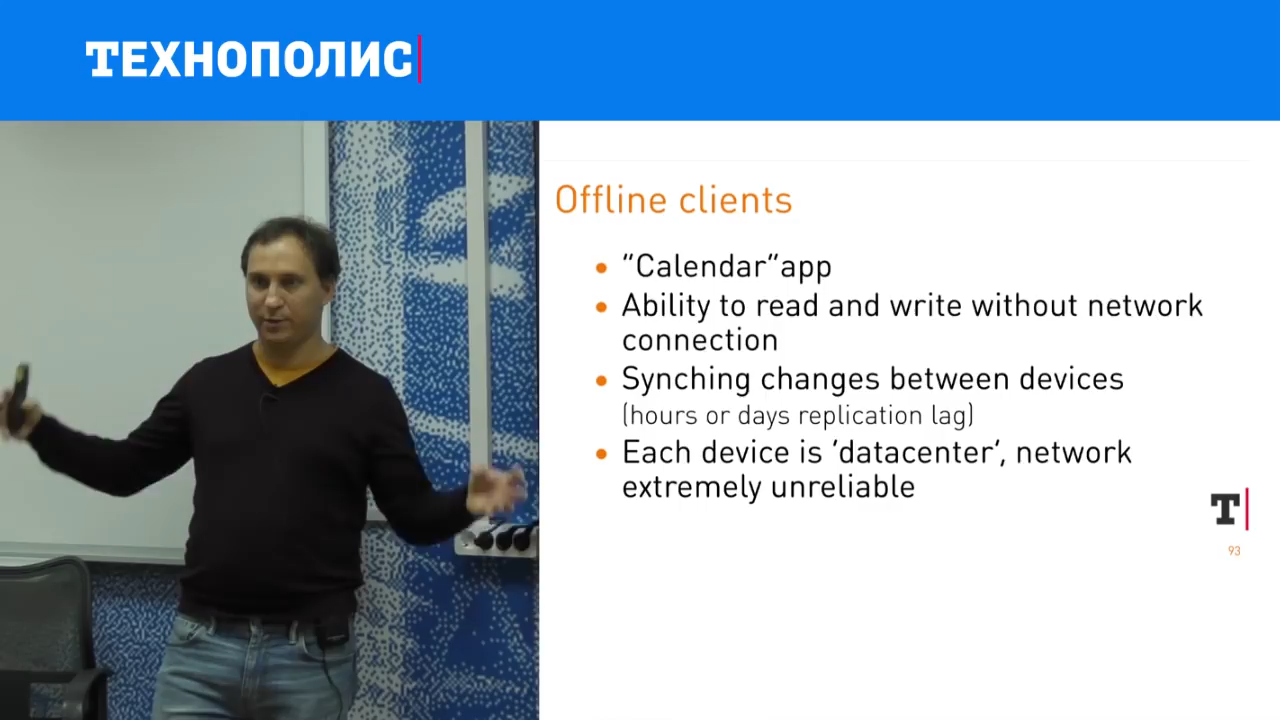 ТЕХНОПОЛИС
Offline clients
• "Calendar"app
• Ability to read and write without network
connection
• Synching changes between devices
(hours or days replication lag)
• Each device is 'datacenter', network
extremely unreliable
Т
93